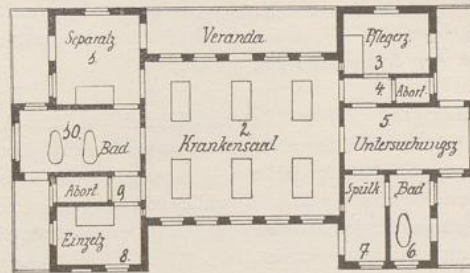 Separatz
1.
Veranda
Pflegerz.
3
4.
Abort.
2.
Krankensaal
5.
Untersuchungsz
10.
Bad
Abort.
9
Einzelz
8.
Spülk
7.
Bad
6.